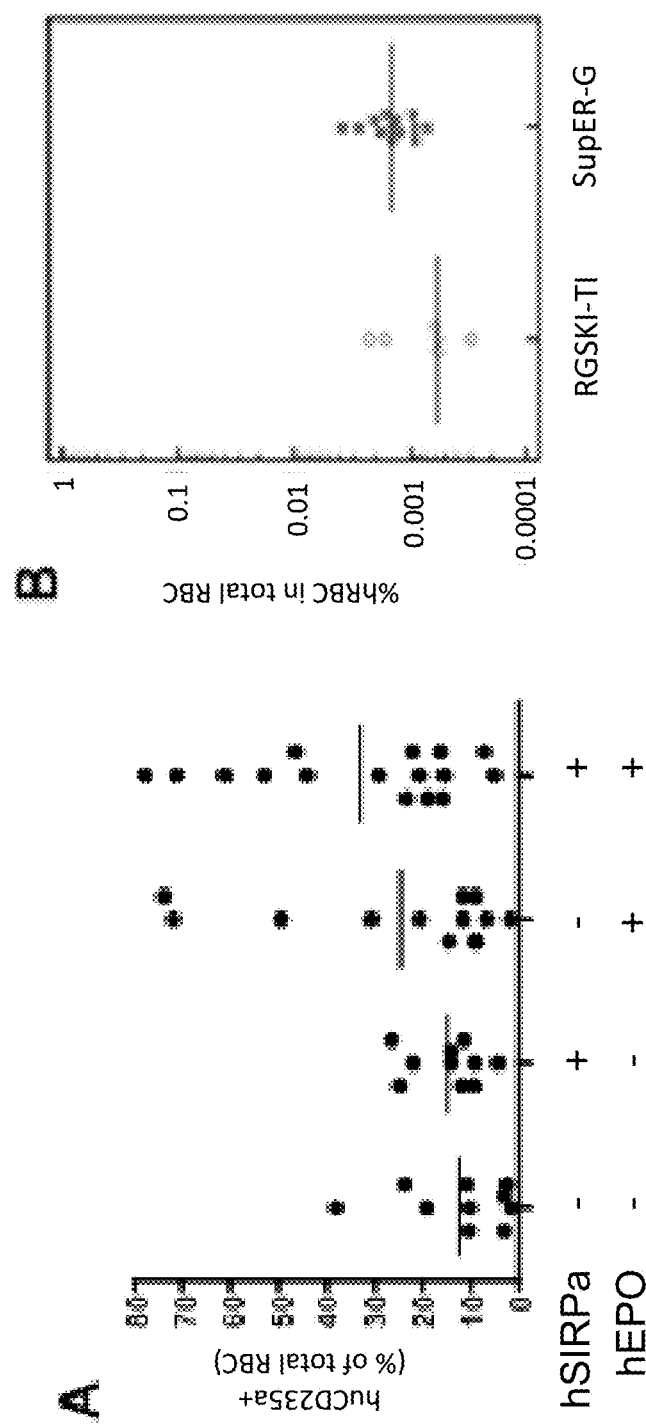 A
huCD235a+
(% of total RBC)
80
70
60
50
40
30
20
10
0
hSIRPa - + - +
hEPO - - + +
B
%hRBC in total RBC
1
0.1
0.01
0.001
0.0001
RGSKI-TI SupER-G